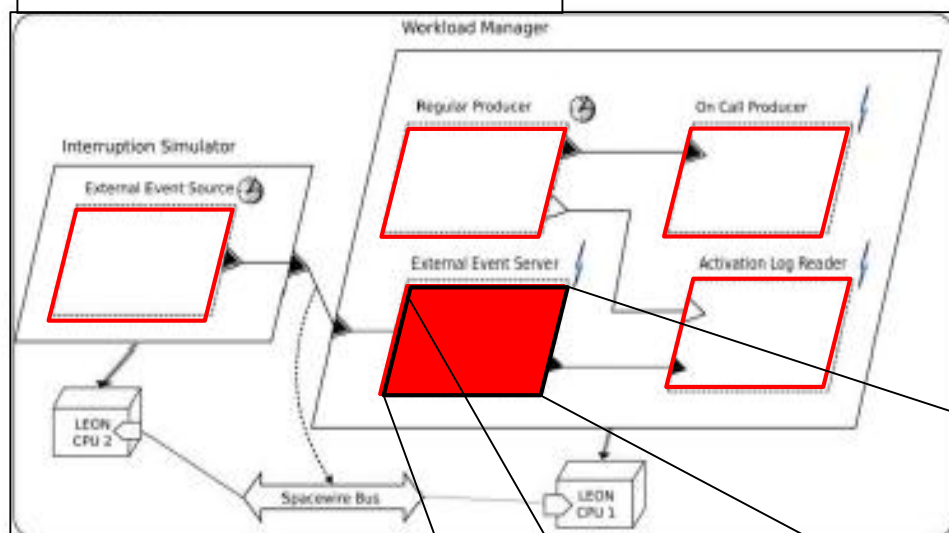 Workload Manager
Regular Producer
On Call Producer
Interruption Simulator
External Event Source
External Event Server
Activation Log Reader
LEON
CPU 2
Spacewire Bus
LEON
CPU 1